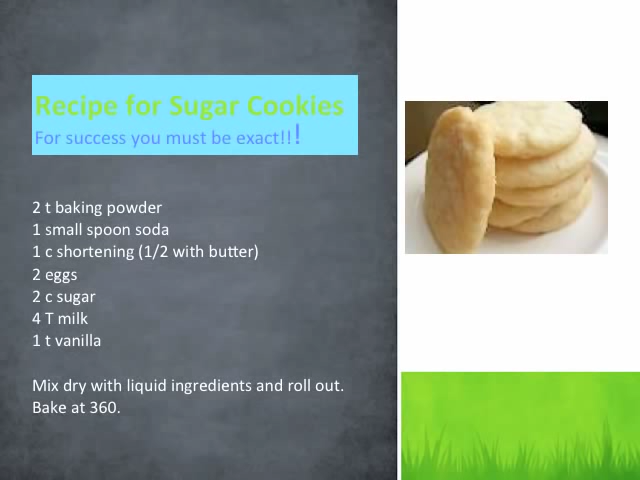 Recipe for Sugar Cookies
For success you must be exact!!!
2 t baking powder
1 small spoon soda
1 c shortening (1/2 with butter)
2 eggs
2 c sugar
4 T milk
1 t vanilla
Mix dry with liquid ingredients and roll out.
Bake at 360.